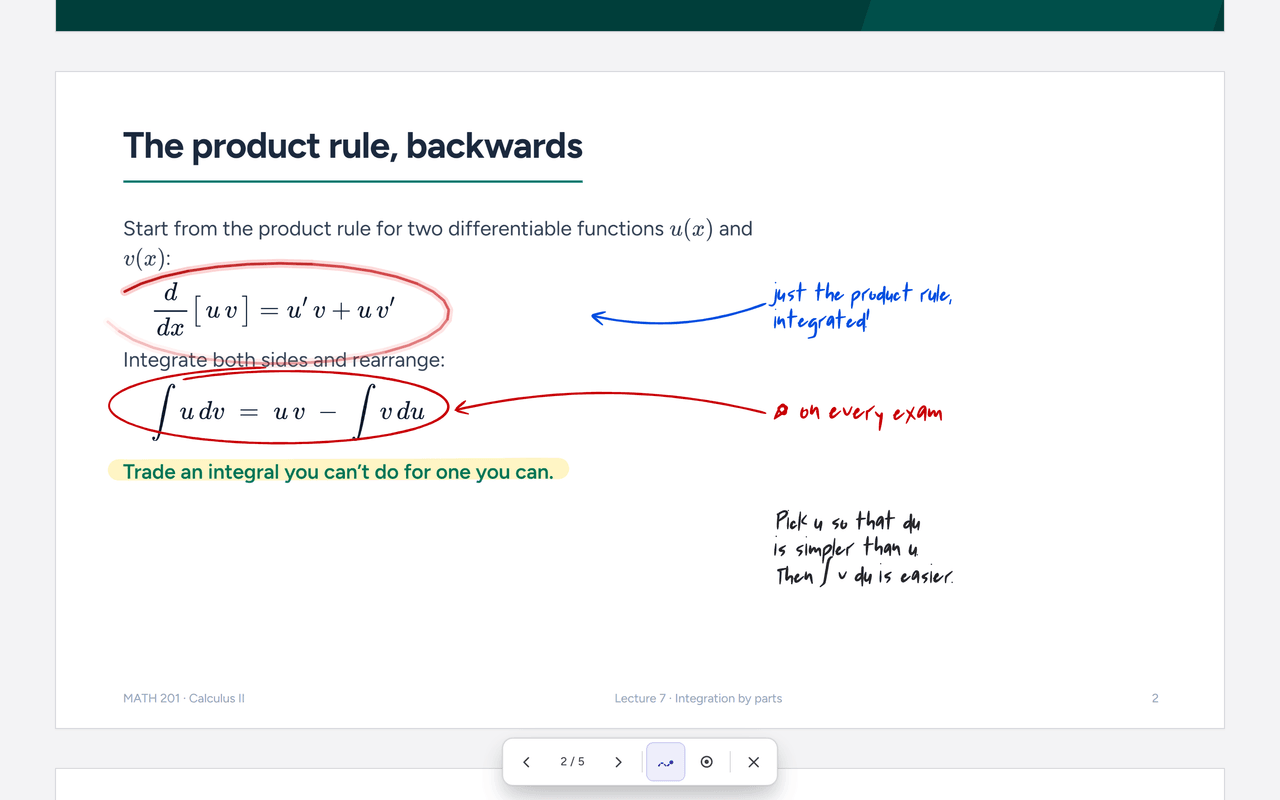 The product rule, backwards
Start from the product rule for two differentiable functions u(x) and
v(x):
d/dx [u v] = u′ v + u v′
just the product rule,
integrated!
Integrate both sides and rearrange:
∫ u dv = u v − ∫ v du
on every exam
Trade an integral you can’t do for one you can.
Pick u so that du
is simpler than u.
Then ∫ v du is easier.
MATH 201 · Calculus II
Lecture 7 · Integration by parts
2
2 / 5